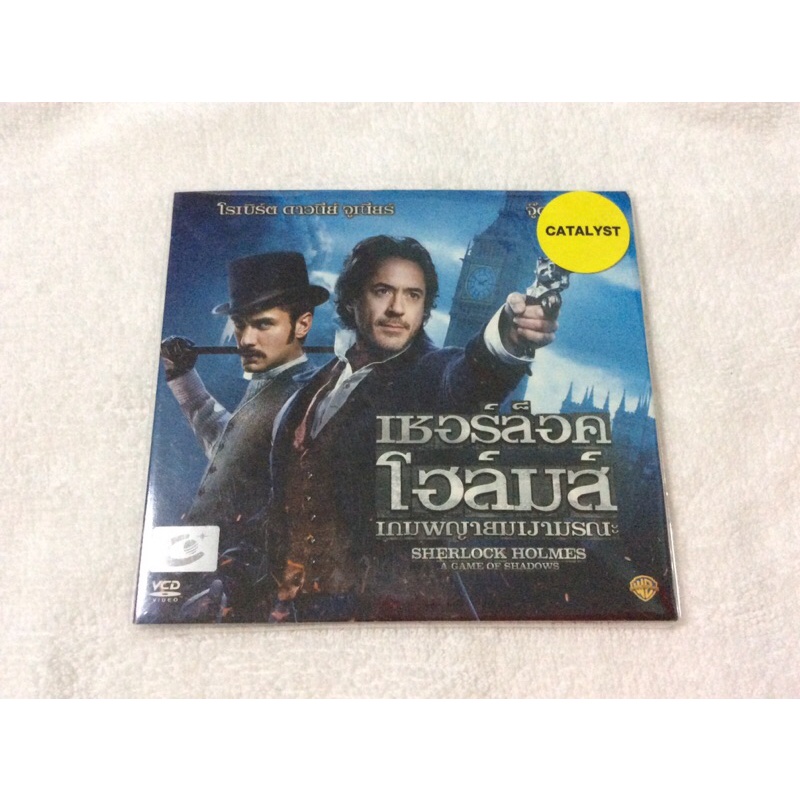 โรเบิร์ต ดาวนีย์ จูเนียร์
CATALYST
เชอร์ล็อค
โฮล์มส์
เกมพญายมเงามรณะ
SHERLOCK HOLMES
A GAME OF SHADOWS
VCD
VIDEO
WB